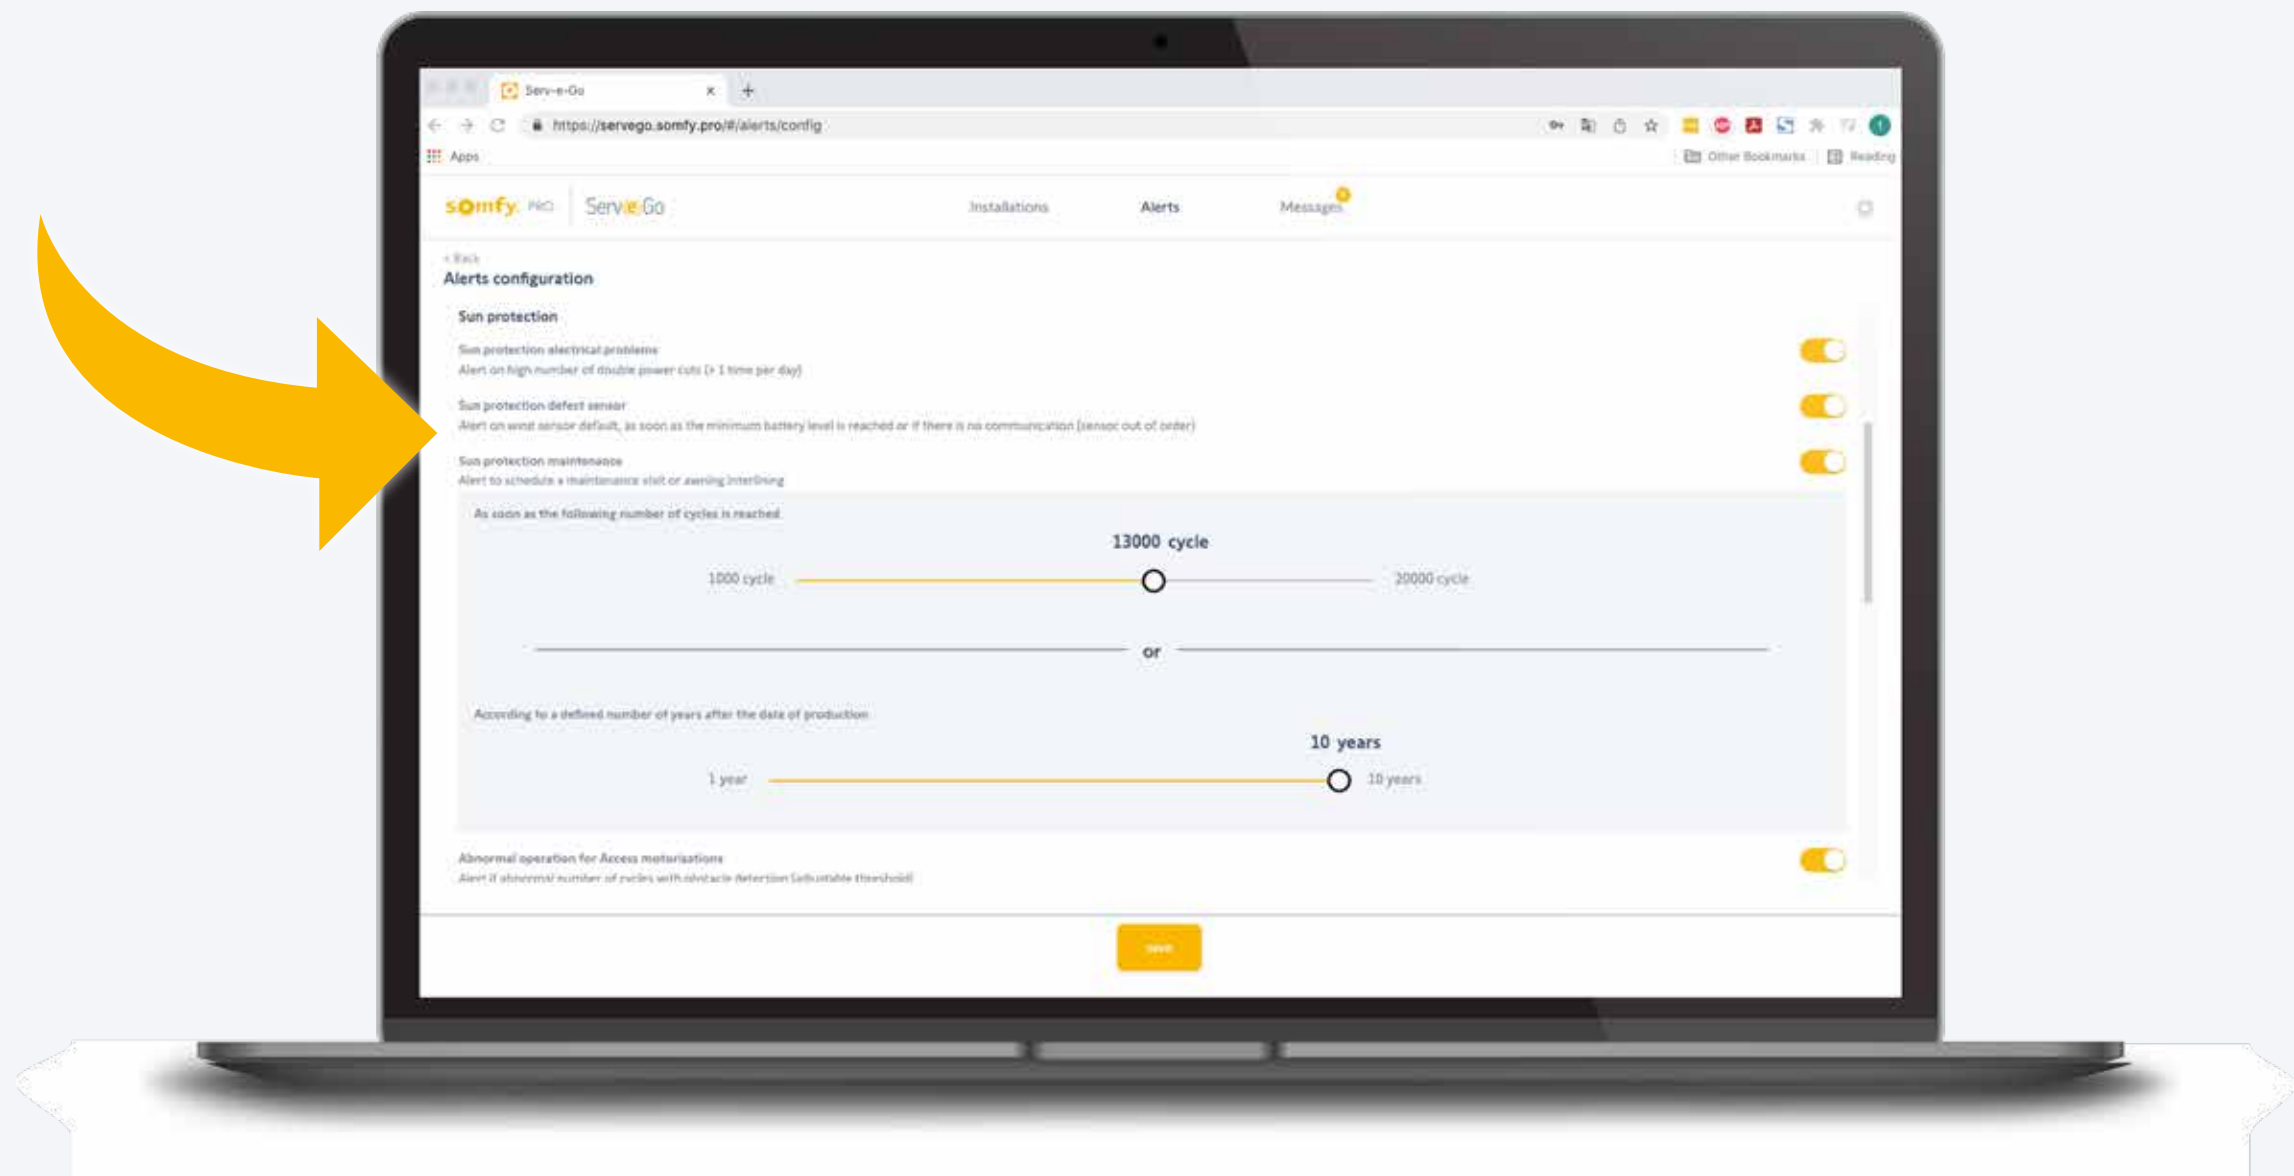 Serv-e-Go
https://servego.somfy.pro/#/alerts/config
Apps
Other Bookmarks
Reading
somfy. PRO
Serv e Go
Installations
Alerts
Messages
< Back
Alerts configuration
Sun protection
Sun protection electrical problems
Alert on high number of double power cuts (> 1 time per day)
Sun protection defect sensor
Alert on wind sensor default, as soon as the minimum battery level is reached or if there is no communication (sensor out of order)
Sun protection maintenance
Alert to schedule a maintenance visit or awning interlining
As soon as the following number of cycles is reached
13000 cycle
1000 cycle
20000 cycle
or
According to a defined number of years after the date of production
10 years
1 year
10 years
Abnormal operation for Access motorisations
Alert if abnormal number of cycles with obstacle detection (adjustable threshold)
save